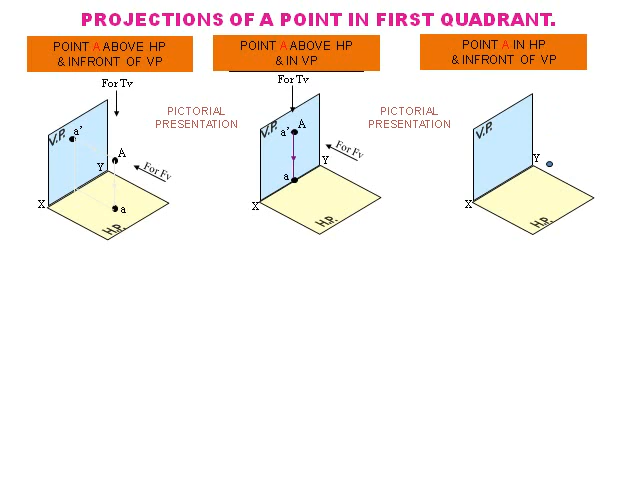 PROJECTIONS OF A POINT IN FIRST QUADRANT.
POINT A ABOVE HP
& INFRONT OF VP
For Tv
PICTORIAL
PRESENTATION
V.P.
a’
A
Y
For Fv
X
a
H.P.
POINT A ABOVE HP
& IN VP
For Tv
PICTORIAL
PRESENTATION
V.P.
a’
A
Y
For Fv
a
X
H.P.
POINT A IN HP
& INFRONT OF VP
V.P.
Y
X
H.P.